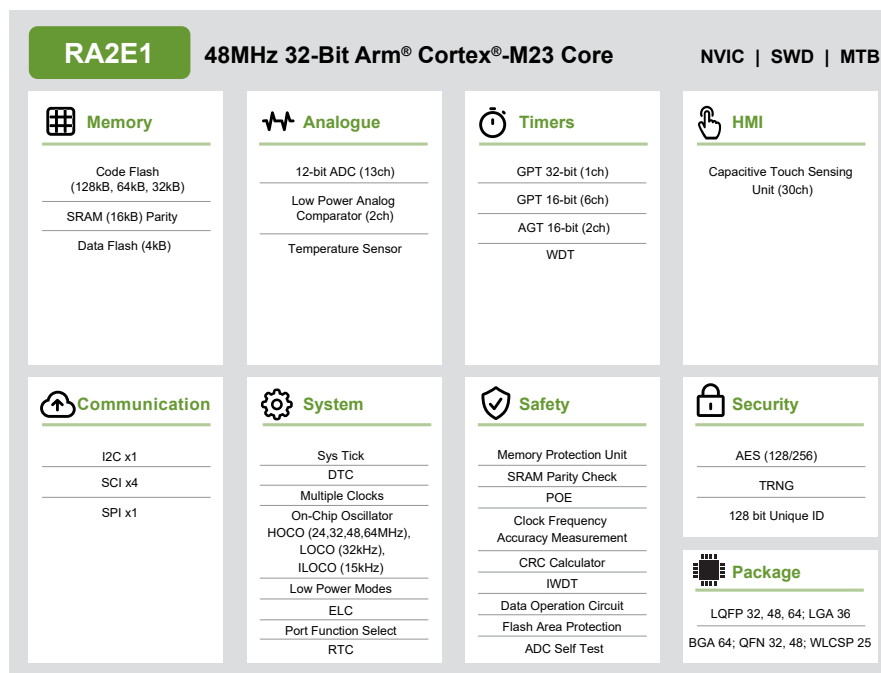 RA2E1
48MHz 32-Bit Arm® Cortex®-M23 Core
NVIC | SWD | MTB
Memory
Code Flash
(128kB, 64kB, 32kB)
SRAM (16kB) Parity
Data Flash (4kB)
Analogue
12-bit ADC (13ch)
Low Power Analog
Comparator (2ch)
Temperature Sensor
Timers
GPT 32-bit (1ch)
GPT 16-bit (6ch)
AGT 16-bit (2ch)
WDT
HMI
Capacitive Touch Sensing
Unit (30ch)
Communication
I2C x1
SCI x4
SPI x1
System
Sys Tick
DTC
Multiple Clocks
On-Chip Oscillator
HOCO (24,32,48,64MHz),
LOCO (32kHz),
ILOCO (15kHz)
Low Power Modes
ELC
Port Function Select
RTC
Safety
Memory Protection Unit
SRAM Parity Check
POE
Clock Frequency
Accuracy Measurement
CRC Calculator
IWDT
Data Operation Circuit
Flash Area Protection
ADC Self Test
Security
AES (128/256)
TRNG
128 bit Unique ID
Package
LQFP 32, 48, 64; LGA 36
BGA 64; QFN 32, 48; WLCSP 25